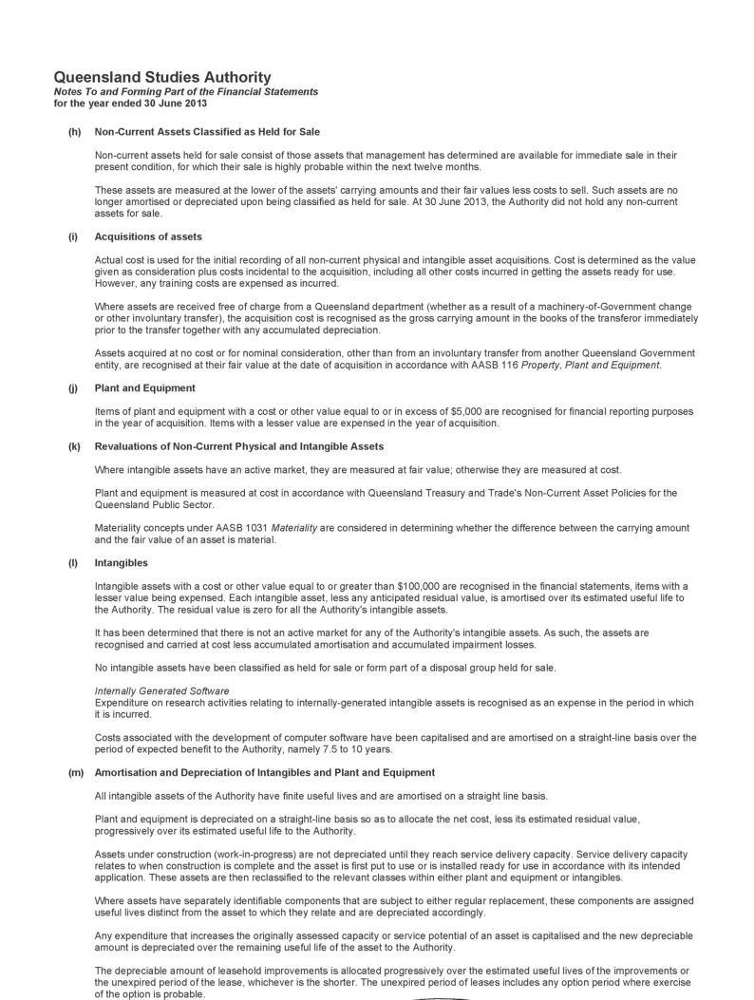 Queensland Studies Authority
Notes To and Forming Part of the Financial Statements
for the year ended 30 June 2013
(h) Non-Current Assets Classified as Held for Sale
Non-current assets held for sale consist of those assets that management has determined are available for immediate sale in their
present condition, for which their sale is highly probable within the next twelve months.
These assets are measured at the lower of the assets' carrying amounts and their fair values less costs to sell. Such assets are no
longer amortised or depreciated upon being classified as held for sale. At 30 June 2013, the Authority did not hold any non-current
assets for sale.
(i) Acquisitions of assets
Actual cost is used for the initial recording of all non-current physical and intangible asset acquisitions. Cost is determined as the value
given as consideration plus costs incidental to the acquisition, including all other costs incurred in getting the assets ready for use.
However, any training costs are expensed as incurred.
Where assets are received free of charge from a Queensland department (whether as a result of a machinery-of-Government change
or other involuntary transfer), the acquisition cost is recognised as the gross carrying amount in the books of the transferor immediately
prior to the transfer together with any accumulated depreciation.
Assets acquired at no cost or for nominal consideration, other than from an involuntary transfer from another Queensland Government
entity, are recognised at their fair value at the date of acquisition in accordance with AASB 116 Property, Plant and Equipment.
(j) Plant and Equipment
Items of plant and equipment with a cost or other value equal to or in excess of $5,000 are recognised for financial reporting purposes
in the year of acquisition. Items with a lesser value are expensed in the year of acquisition.
(k) Revaluations of Non-Current Physical and Intangible Assets
Where intangible assets have an active market, they are measured at fair value; otherwise they are measured at cost.
Plant and equipment is measured at cost in accordance with Queensland Treasury and Trade's Non-Current Asset Policies for the
Queensland Public Sector.
Materiality concepts under AASB 1031 Materiality are considered in determining whether the difference between the carrying amount
and the fair value of an asset is material.
(l) Intangibles
Intangible assets with a cost or other value equal to or greater than $100,000 are recognised in the financial statements, items with a
lesser value being expensed. Each intangible asset, less any anticipated residual value, is amortised over its estimated useful life to
the Authority. The residual value is zero for all the Authority's intangible assets.
It has been determined that there is not an active market for any of the Authority's intangible assets. As such, the assets are
recognised and carried at cost less accumulated amortisation and accumulated impairment losses.
No intangible assets have been classified as held for sale or form part of a disposal group held for sale.
Internally Generated Software
Expenditure on research activities relating to internally-generated intangible assets is recognised as an expense in the period in which
it is incurred.
Costs associated with the development of computer software have been capitalised and are amortised on a straight-line basis over the
period of expected benefit to the Authority, namely 7.5 to 10 years.
(m) Amortisation and Depreciation of Intangibles and Plant and Equipment
All intangible assets of the Authority have finite useful lives and are amortised on a straight line basis.
Plant and equipment is depreciated on a straight-line basis so as to allocate the net cost, less its estimated residual value,
progressively over its estimated useful life to the Authority.
Assets under construction (work-in-progress) are not depreciated until they reach service delivery capacity. Service delivery capacity
relates to when construction is complete and the asset is first put to use or is installed ready for use in accordance with its intended
application. These assets are then reclassified to the relevant classes within either plant and equipment or intangibles.
Where assets have separately identifiable components that are subject to either regular replacement, these components are assigned
useful lives distinct from the asset to which they relate and are depreciated accordingly.
Any expenditure that increases the originally assessed capacity or service potential of an asset is capitalised and the new depreciable
amount is depreciated over the remaining useful life of the asset to the Authority.
The depreciable amount of leasehold improvements is allocated progressively over the estimated useful lives of the improvements or
the unexpired period of the lease, whichever is the shorter. The unexpired period of leases includes any option period where exercise
of the option is probable.